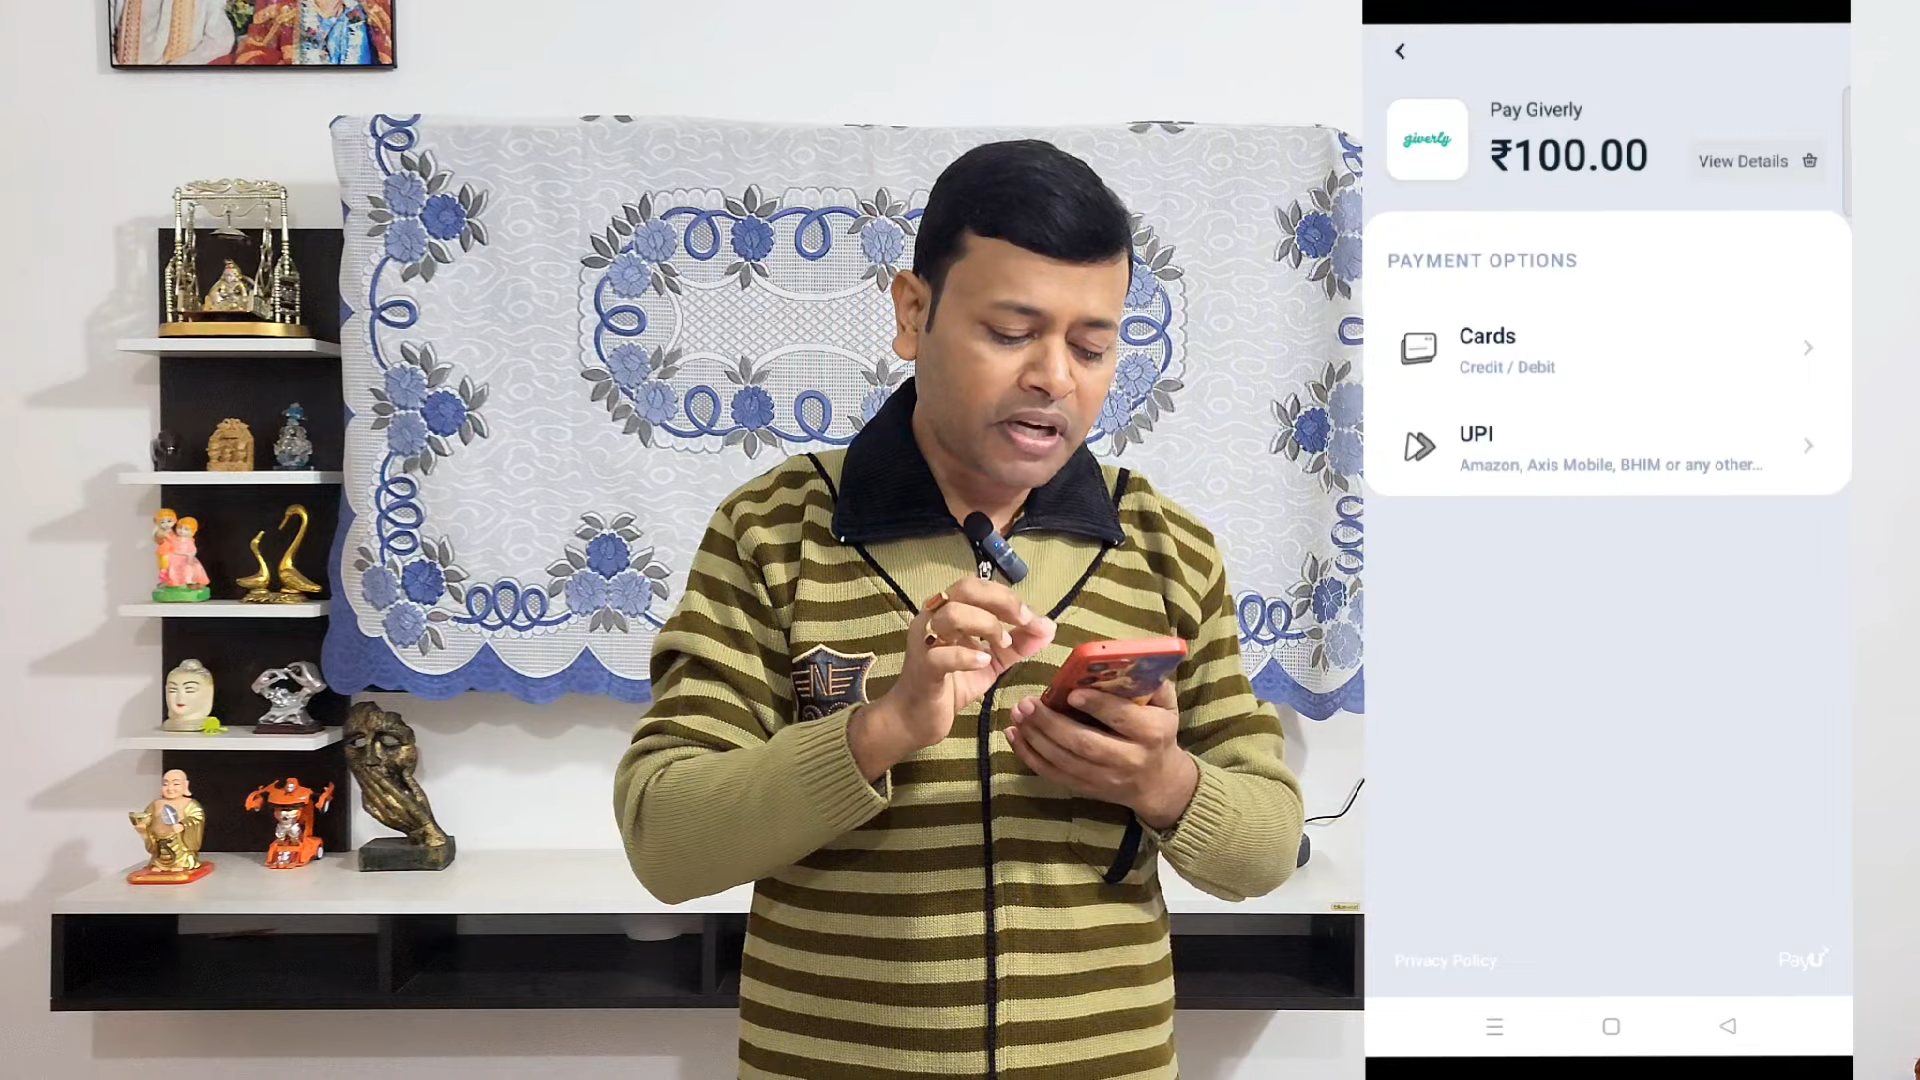 Pay Giverly
giverly
₹100.00
View Details
PAYMENT OPTIONS
Cards
Credit / Debit
UPI
Amazon, Axis Mobile, BHIM or any other...
NE
Privacy Policy
PayU